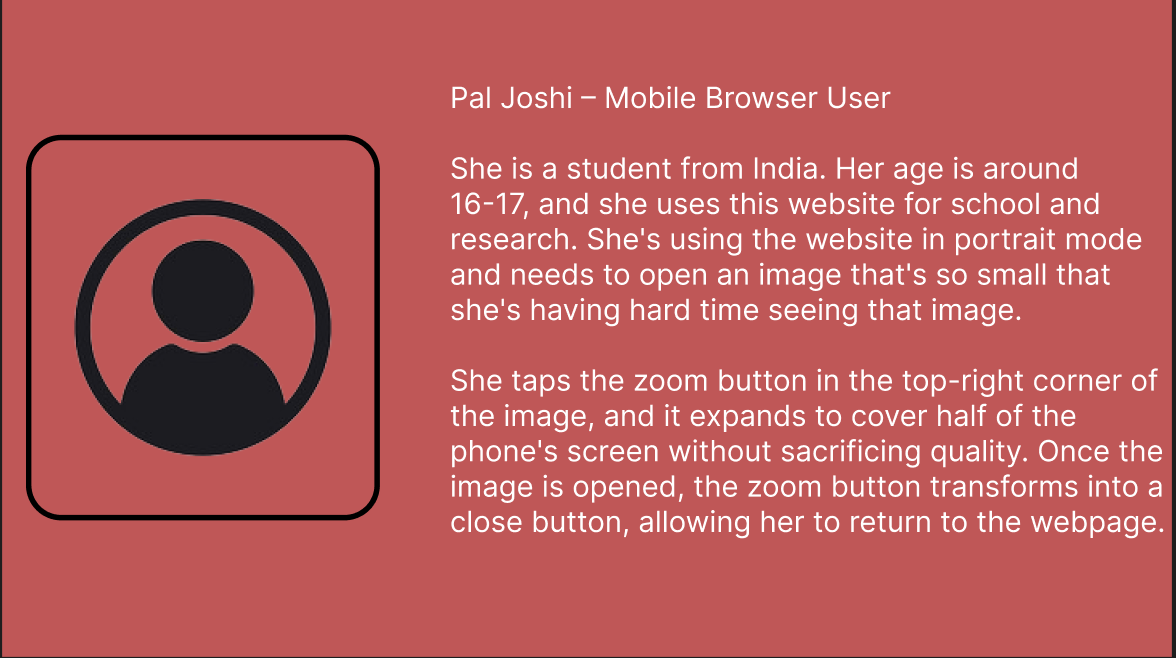 Pal Joshi – Mobile Browser User
She is a student from India. Her age is around
16-17, and she uses this website for school and
research. She's using the website in portrait mode
and needs to open an image that's so small that
she's having hard time seeing that image.
She taps the zoom button in the top-right corner of
the image, and it expands to cover half of the
phone's screen without sacrificing quality. Once the
image is opened, the zoom button transforms into a
close button, allowing her to return to the webpage.